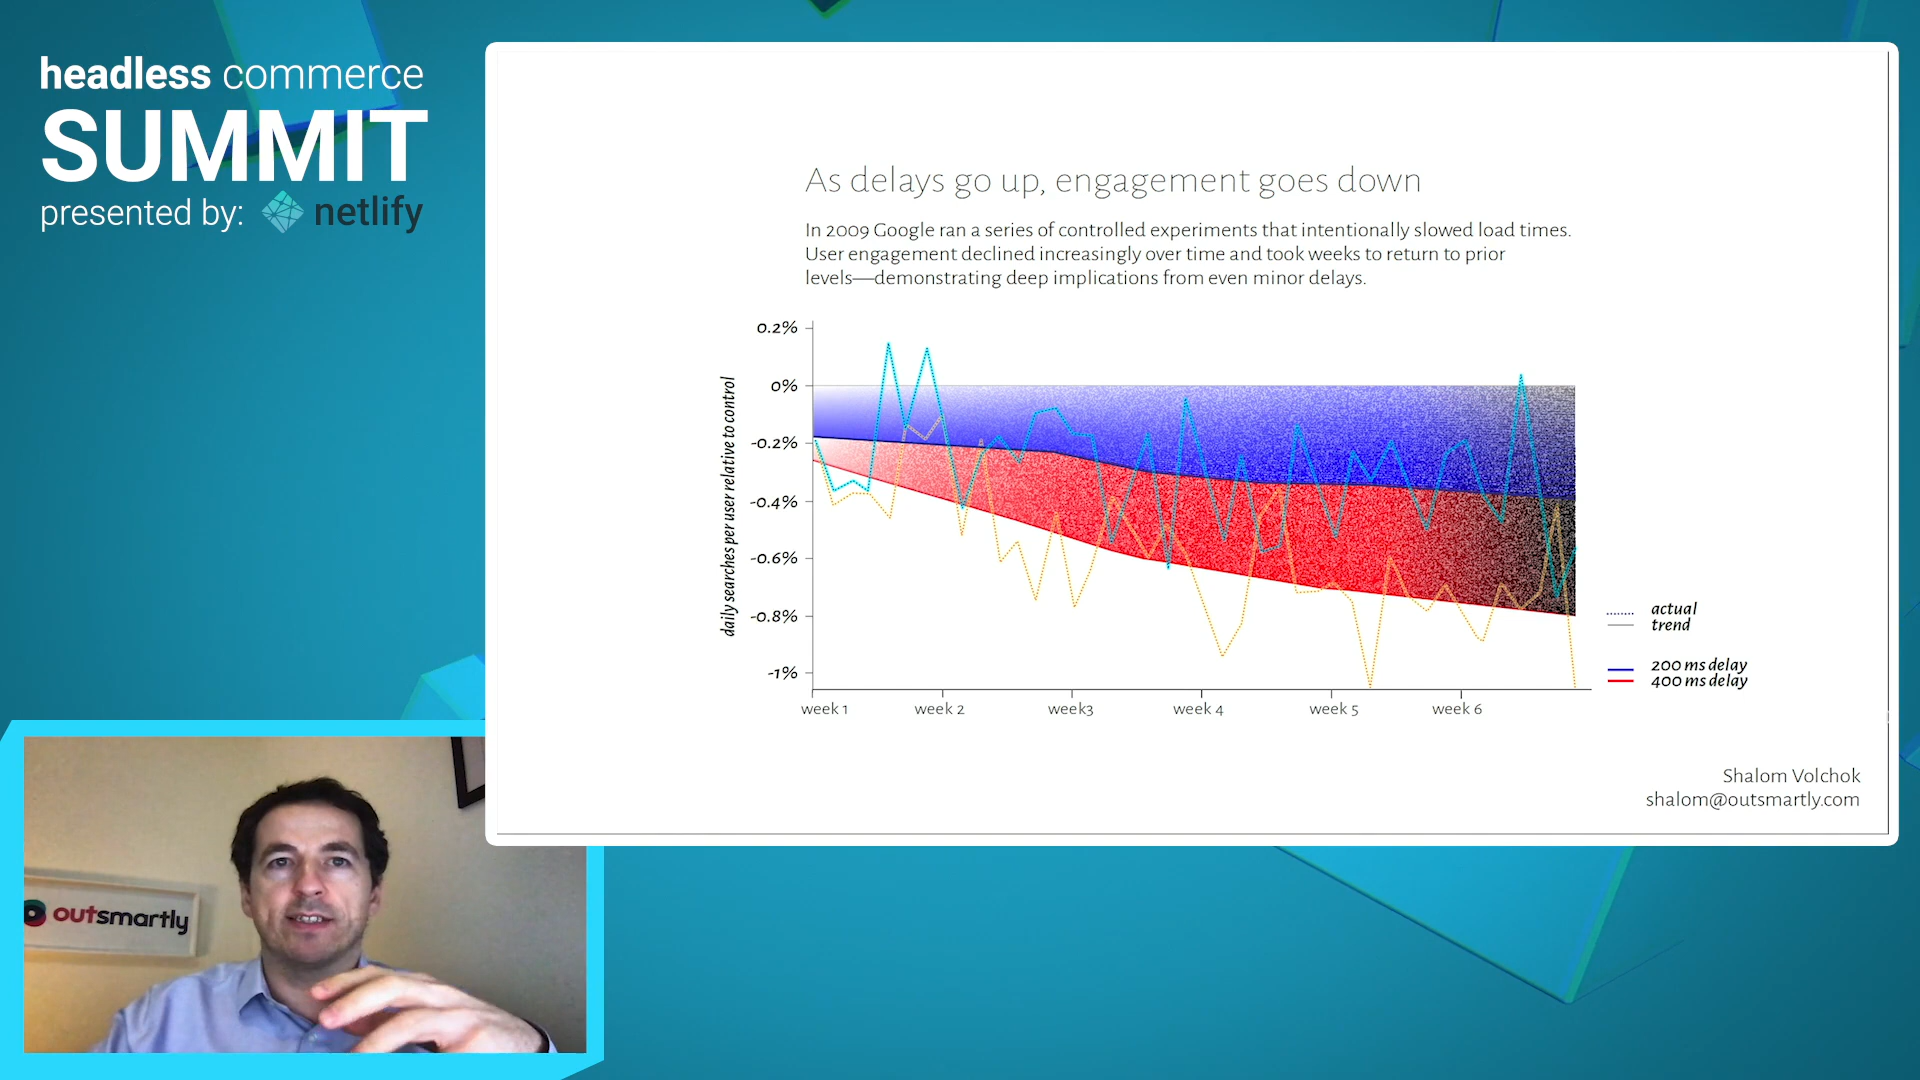 headless commerce
SUMMIT
presented by: netlify
As delays go up, engagement goes down
In 2009 Google ran a series of controlled experiments that intentionally slowed load times.
User engagement declined increasingly over time and took weeks to return to prior
levels—demonstrating deep implications from even minor delays.
daily searches per user relative to control
0.2%
0%
-0.2%
-0.4%
-0.6%
-0.8%
-1%
week 1
week 2
week3
week 4
week 5
week 6
actual
trend
200 ms delay
400 ms delay
Shalom Volchok
shalom@outsmartly.com
outsmartly